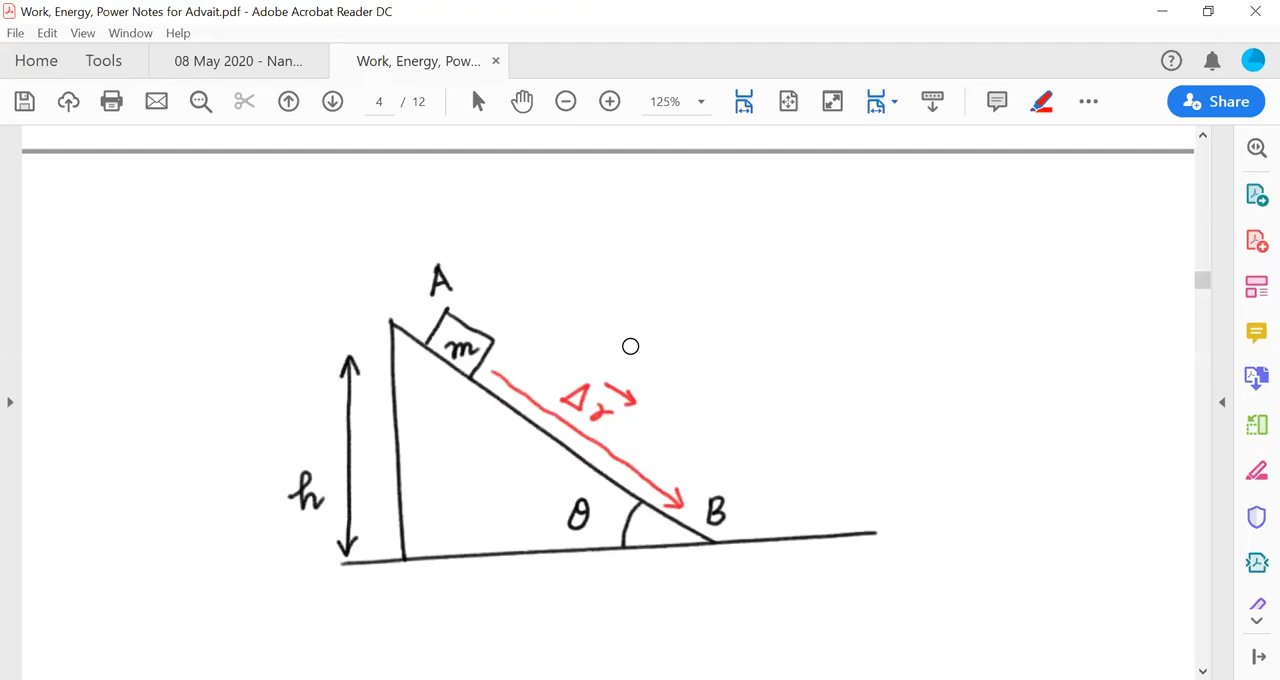 Work, Energy, Power Notes for Advait.pdf - Adobe Acrobat Reader DC
File Edit View Window Help
Home Tools 08 May 2020 - Nan... Work, Energy, Pow... ×
4 / 12 125% Share
A
m
Δr
h
θ
B